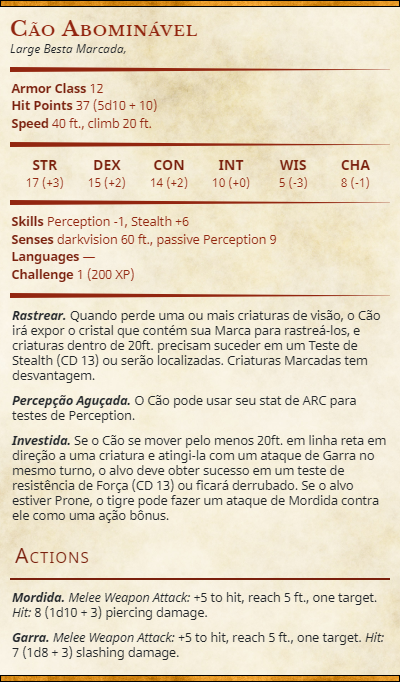 Cão Abominável
Large Besta Marcada,
Armor Class 12
Hit Points 37 (5d10 + 10)
Speed 40 ft., climb 20 ft.
STR DEX CON INT WIS CHA
17 (+3) 15 (+2) 14 (+2) 10 (+0) 5 (-3) 8 (-1)
Skills Perception -1, Stealth +6
Senses darkvision 60 ft., passive Perception 9
Languages —
Challenge 1 (200 XP)
Rastrear. Quando perde uma ou mais criaturas de visão, o Cão
irá expor o cristal que contém sua Marca para rastreá-los, e
criaturas dentro de 20ft. precisam suceder em um Teste de
Stealth (CD 13) ou serão localizadas. Criaturas Marcadas tem
desvantagem.
Percepção Aguçada. O Cão pode usar seu stat de ARC para
testes de Perception.
Investida. Se o Cão se mover pelo menos 20ft. em linha reta em
direção a uma criatura e atingi-la com um ataque de Garra no
mesmo turno, o alvo deve obter sucesso em um teste de
resistência de Força (CD 13) ou ficará derrubado. Se o alvo
estiver Prone, o tigre pode fazer um ataque de Mordida contra
ele como uma ação bônus.
Actions
Mordida. Melee Weapon Attack: +5 to hit, reach 5 ft., one target.
Hit: 8 (1d10 + 3) piercing damage.
Garra. Melee Weapon Attack: +5 to hit, reach 5 ft., one target. Hit:
7 (1d8 + 3) slashing damage.